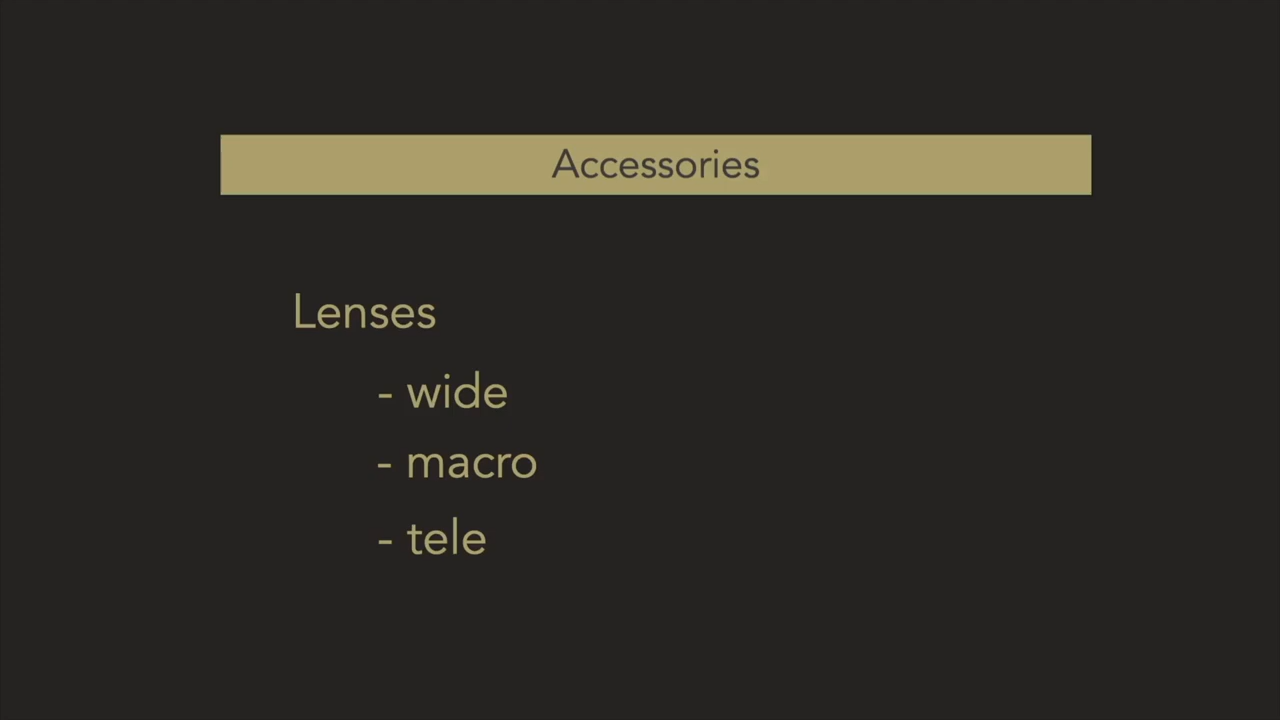 Accessories
Lenses
- wide
- macro
- tele